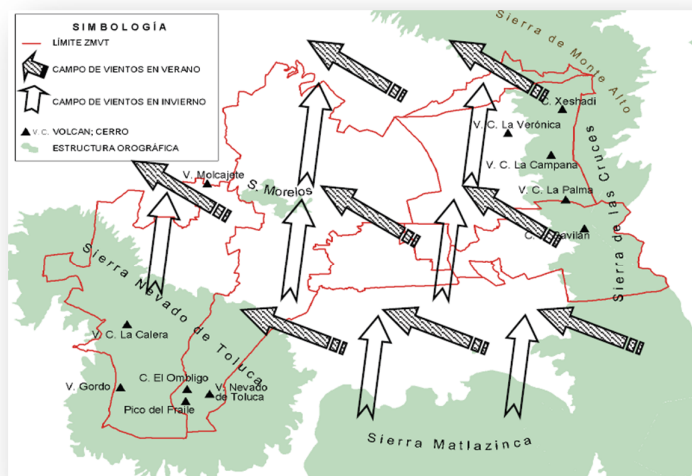 SIMBOLOGÍA
LÍMITE ZMVT
CAMPO DE VIENTOS EN VERANO
CAMPO DE VIENTOS EN INVIERNO
V. C. VOLCAN; CERRO
ESTRUCTURA OROGRÁFICA
Sierra de Monte Alto
C. Xeshadi
V. C. La Verónica
V. C. La Campana
Sierra de las Cruces
V. Molcajete
S. Morelos
V. C. La Palma
Gavilán
Sierra Nevado de Toluca
V. C. La Calera
V. Gordo
C. El Ombligo
V. Nevado
de Toluca
Pico del Fraile
Sierra Matlazinca